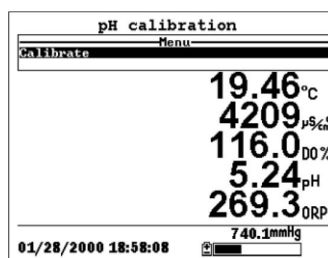 pH calibration
Menu
Calibrate
19.46°C
4209µS/cm
116.0DO%
5.24pH
269.3ORP
740.1mmHg
01/28/2000 18:58:08